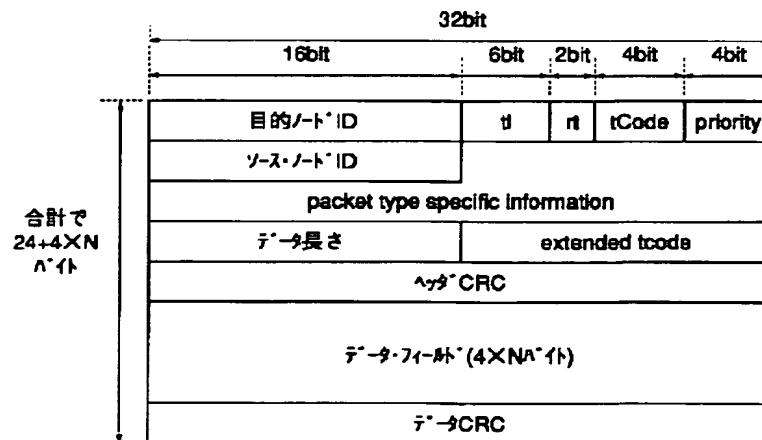 32bit
16bit 6bit 2bit 4bit 4bit
目的ノードID tl rt tCode priority
ソース・ノードID
packet type specific information
合計で
24+4×N
バイト
データ長さ extended tcode
ヘッダCRC
データ・フィールド(4×Nバイト)
データCRC